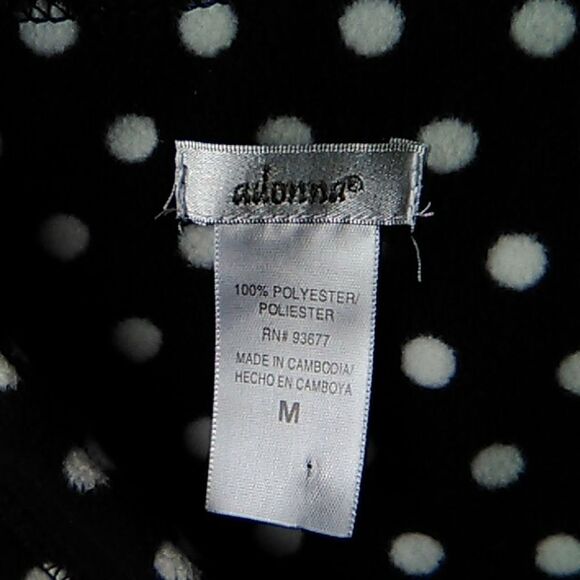 adonna®
100% POLYESTER/
POLIESTER
RN# 93677
MADE IN CAMBODIA/
HECHO EN CAMBOYA
M